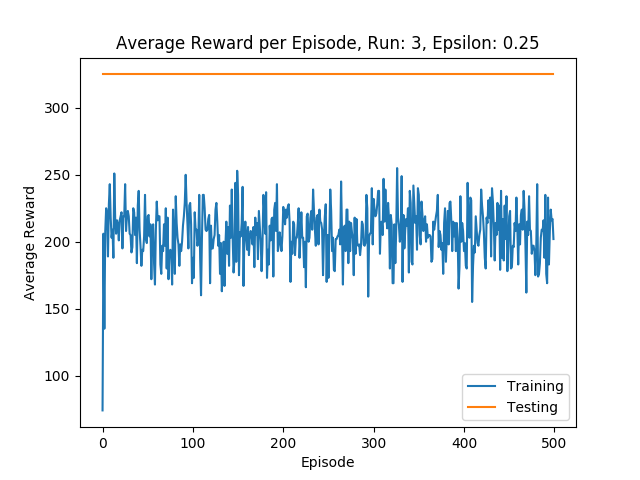 Average Reward per Episode, Run: 3, Epsilon: 0.25
Average Reward
300
250
200
150
100
0
100
200
300
400
500
Episode
Training
Testing